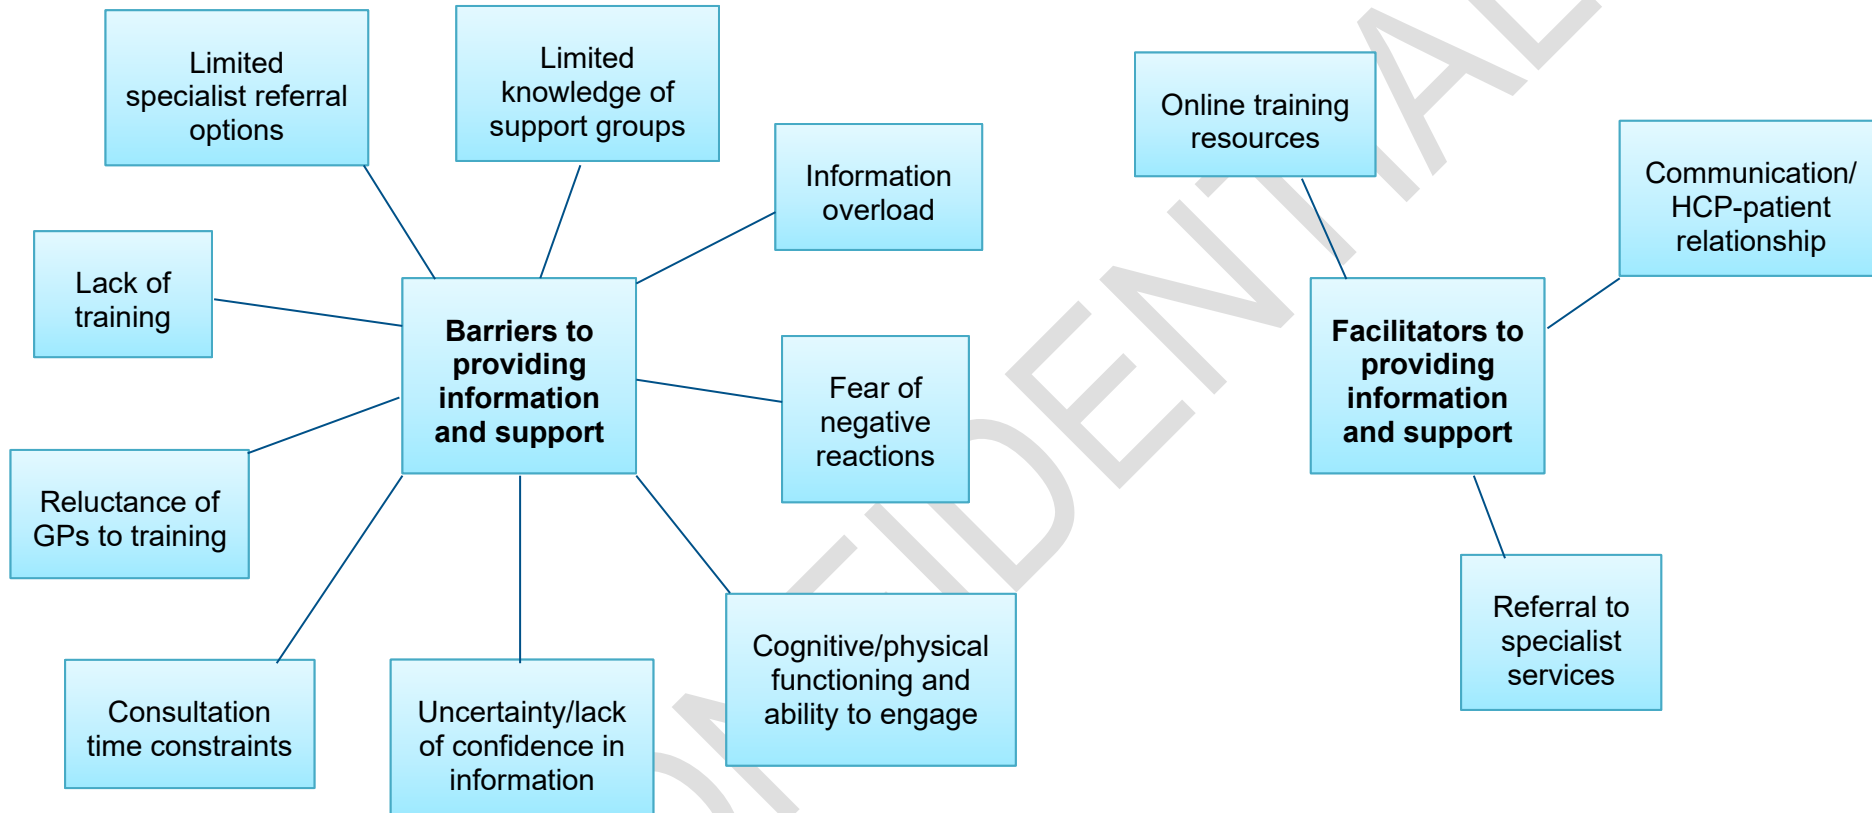 Limited
specialist referral
options
Limited
knowledge of
support groups
Information
overload
Lack of
training
Barriers to
providing
information
and support
Fear of
negative
reactions
Reluctance of
GPs to training
Consultation
time constraints
Uncertainty/lack
of confidence in
information
Cognitive/physical
functioning and
ability to engage
Online training
resources
Communication/
HCP-patient
relationship
Facilitators to
providing
information
and support
Referral to
specialist
services
ONFIDENTIAL